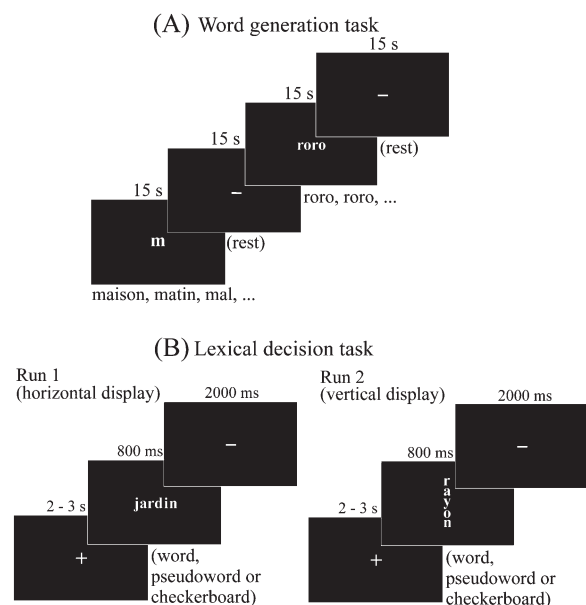 (A) Word generation task
15 s
–
(rest)
15 s
roro
roro, roro, ...
15 s
–
(rest)
15 s
m
maison, matin, mal, ...
(B) Lexical decision task
Run 1
(horizontal display)
2000 ms
–
800 ms
jardin
2 - 3 s
+
(word,
pseudoword or
checkerboard)
Run 2
(vertical display)
2000 ms
–
800 ms
rayon
2 - 3 s
+
(word,
pseudoword or
checkerboard)